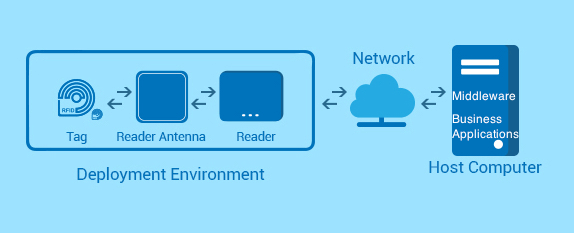 Network
Middleware
Business
Applications
RFID
Tag
Reader Antenna
Reader
Host Computer
Deployment Environment